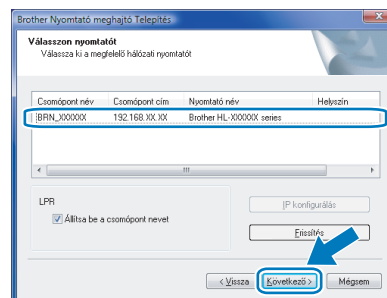 Brother Nyomtató meghajtó Telepítés
Válasszon nyomtatót
Válassza ki a megfelelő hálózati nyomtatót
Csomópont név Csomópont cím Nyomtató név Helyszín
BRN_XXXXXX 192.168.XX.XX Brother HL-XXXXXX series
LPR
Állítsa be a csomópont nevet
IP konfigurálás
Frissítés
< Vissza Következő > Mégsem